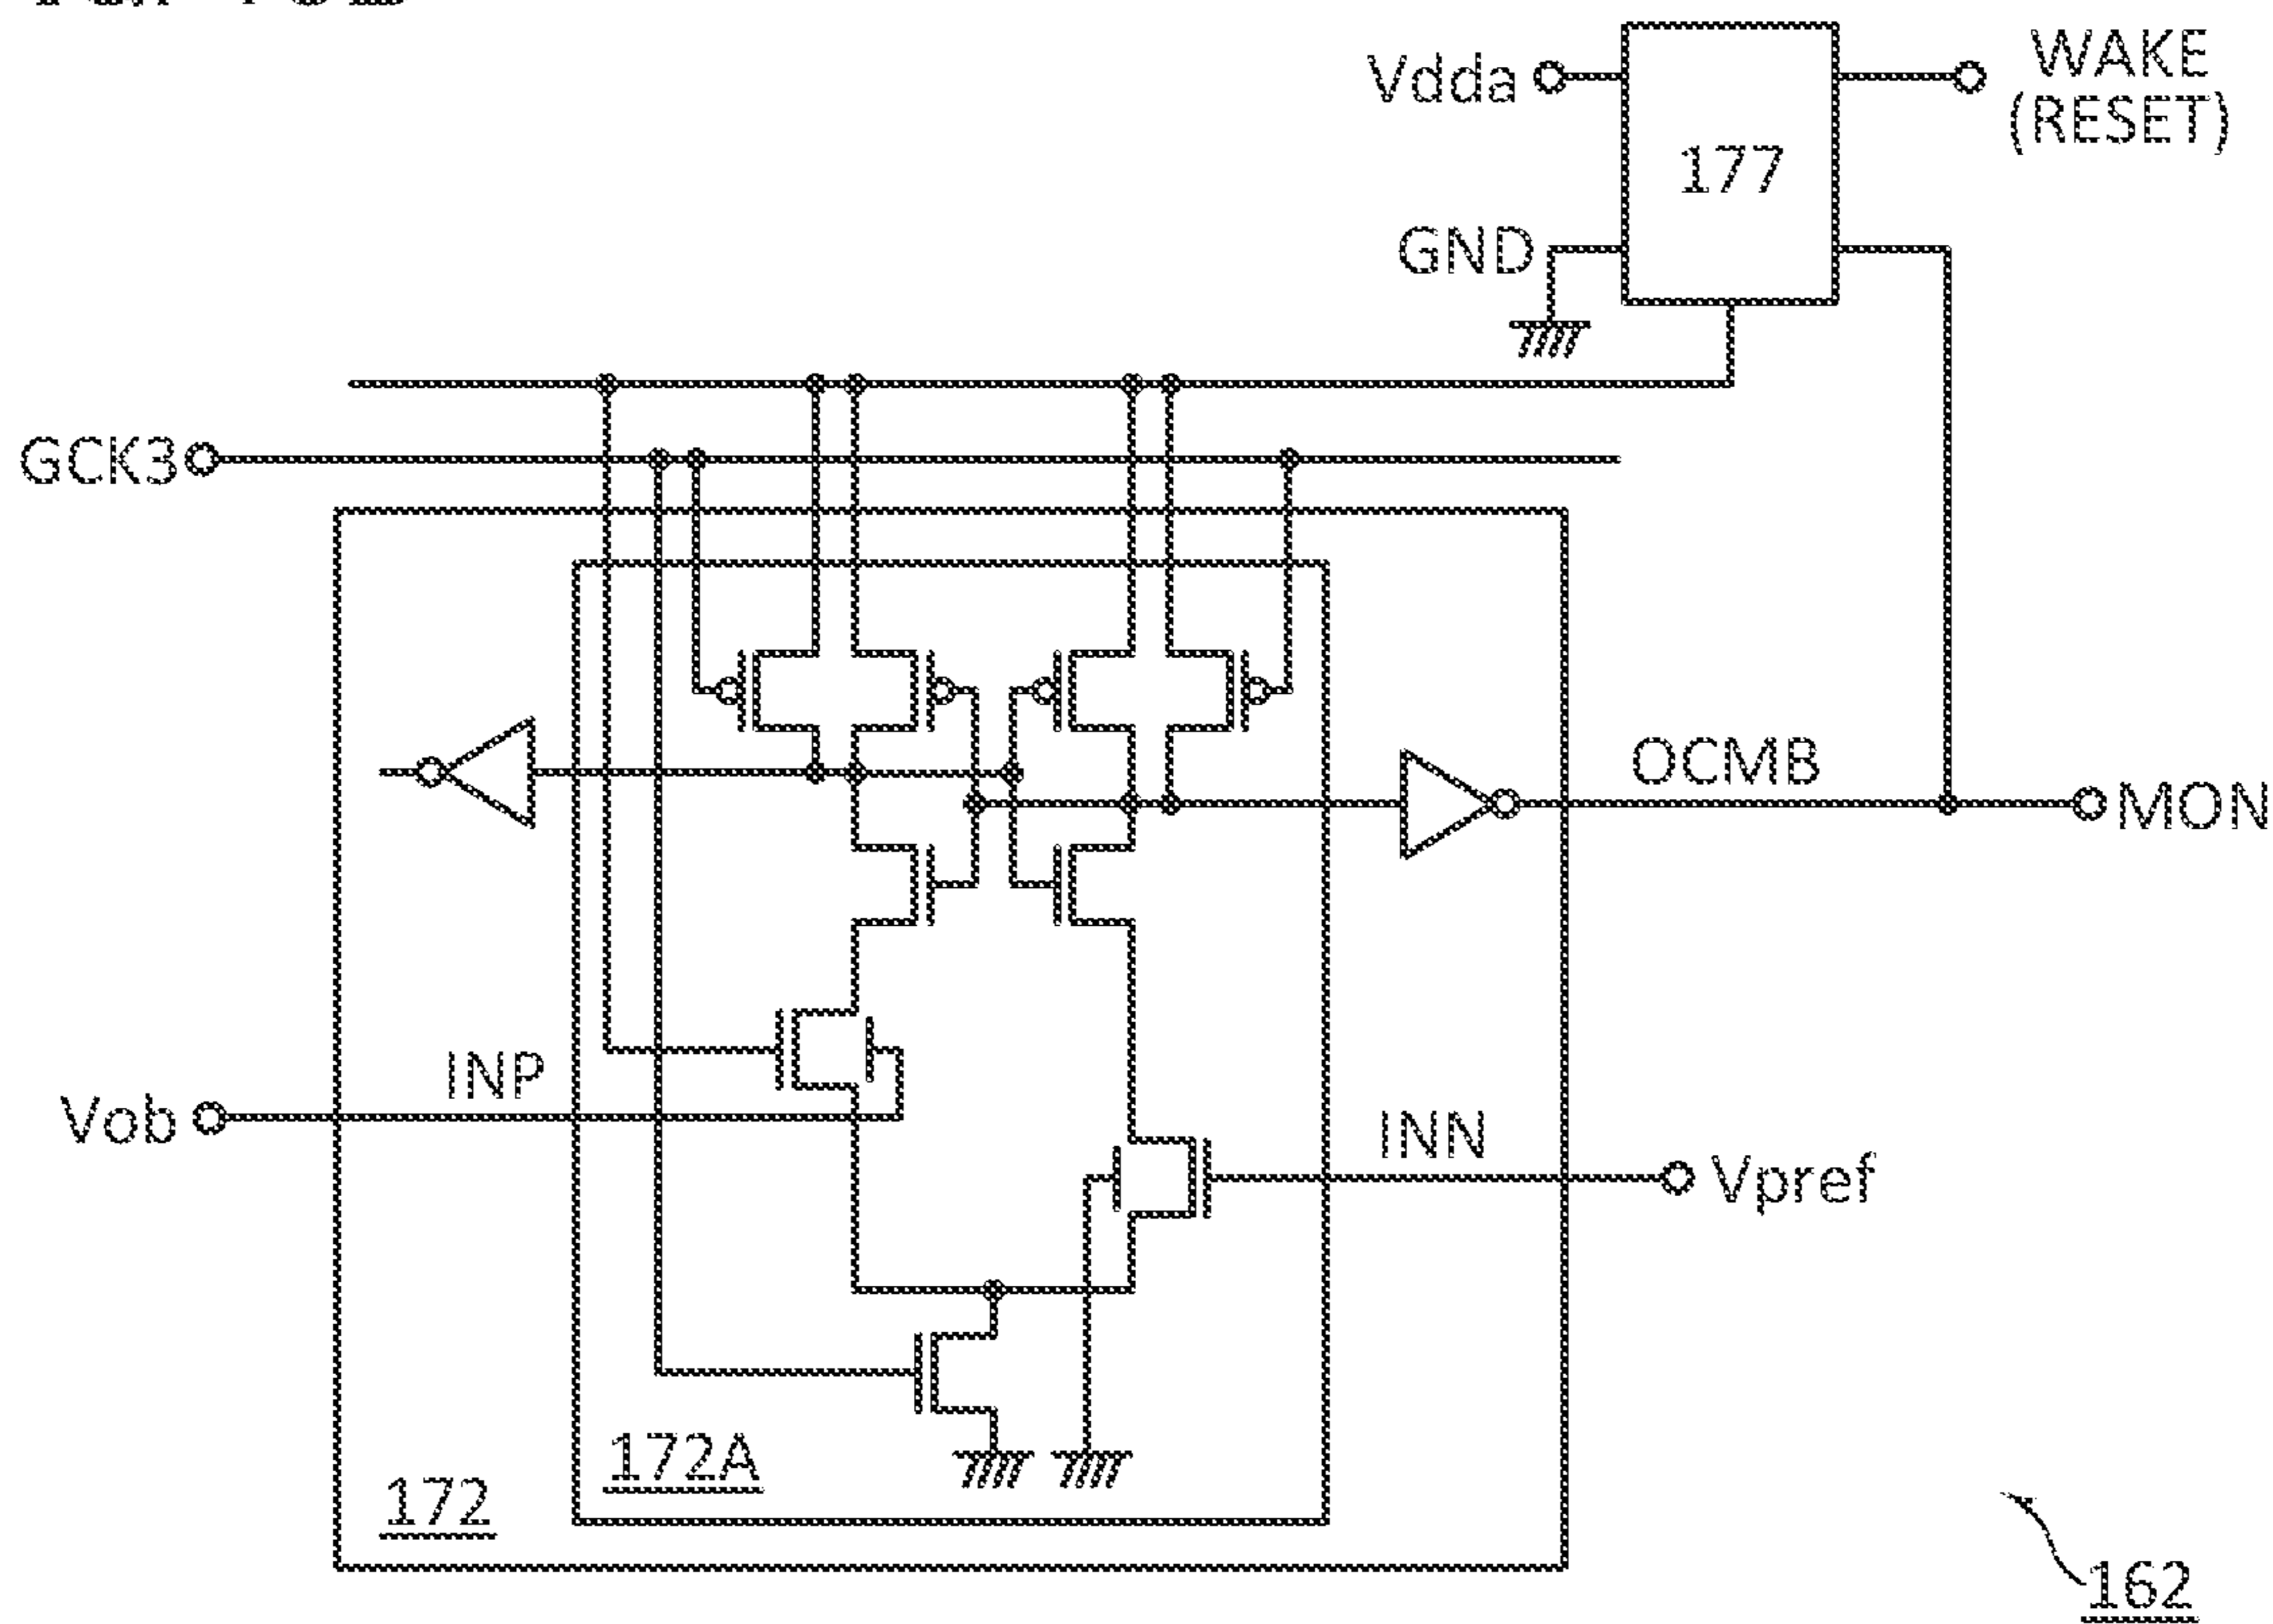 Vdda
WAKE
(RESET)
177
GND
GCK3
OCMB
MON
INP
Vob
INN
Vpref
172A
172
162